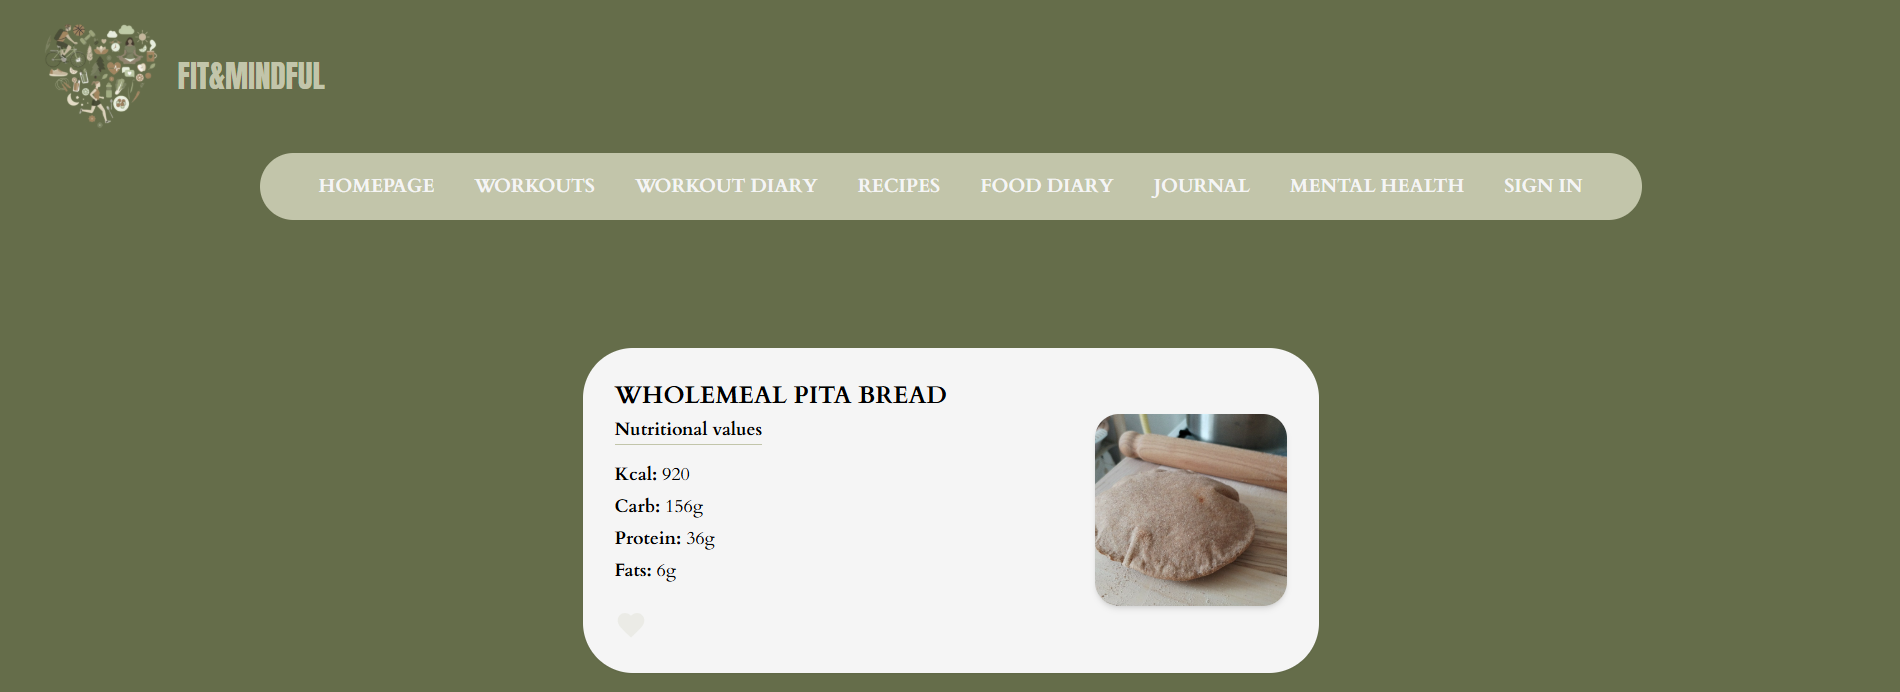 FIT&MINDFUL
HOMEPAGE WORKOUTS WORKOUT DIARY RECIPES FOOD DIARY JOURNAL MENTAL HEALTH SIGN IN
WHOLEMEAL PITA BREAD
Nutritional values
Kcal: 920
Carb: 156g
Protein: 36g
Fats: 6g